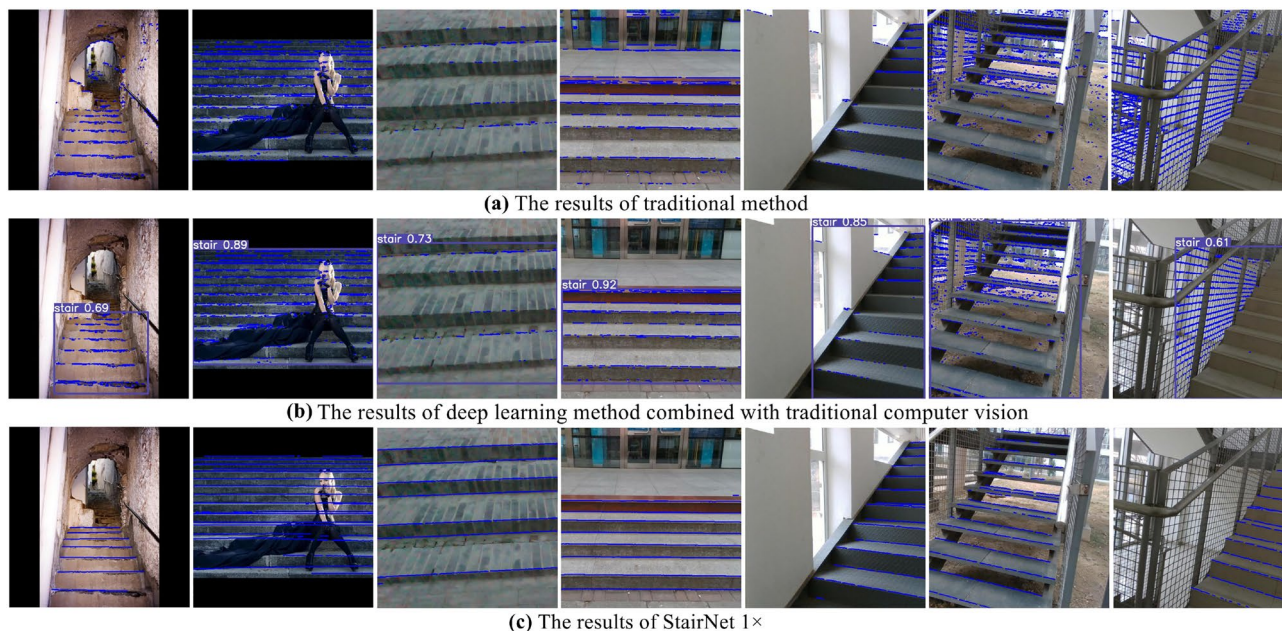 (a) The results of traditional method
stair 0.69
stair 0.89
stair 0.73
stair 0.92
stair 0.85
stair
stair 0.61
(b) The results of deep learning method combined with traditional computer vision
(c) The results of StairNet 1×